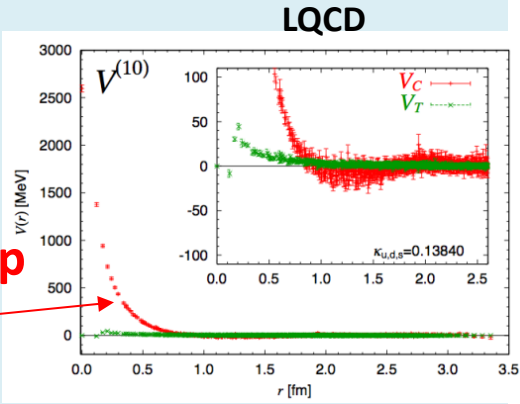 LQCD
V(10)
3000
2500
2000
1500
1000
500
0
V(r) [MeV]
p
100
50
0
-50
-100
V_C
V_T
κu,d,s=0.13840
0.0 0.5 1.0 1.5 2.0 2.5
0.0 0.5 1.0 1.5 2.0 2.5 3.0 3.5
r [fm]